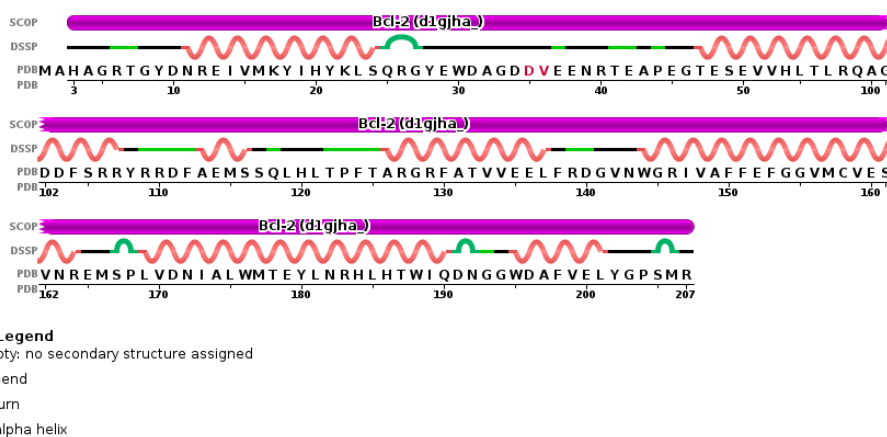 SCOP Bcl-2 (d1gjha_)
DSSP
PDB MAHAGRTGYDNREIVMKYIHYKLSQRGYEWDAGDDVEENRTEAPEGTESEVVHLTLRQAG
PDB 3 10 20 30 40 50 100
SCOP Bcl-2 (d1gjha_)
DSSP
PDB DDFSRRYRRDFAEMSSQLHLTPFTARGRFATVVEELFRDGVNWGRIVAFFEFGGVMCVES
PDB 102 110 120 130 140 150 160
SCOP Bcl-2 (d1gjha_)
DSSP
PDB VNREMSPLVDNIALWMTEYLNRHLHTWIQDNGGWDAFVELYGPSMR
PDB 162 170 180 190 200 207
Legend
pty: no secondary structure assigned
end
urn
alpha helix